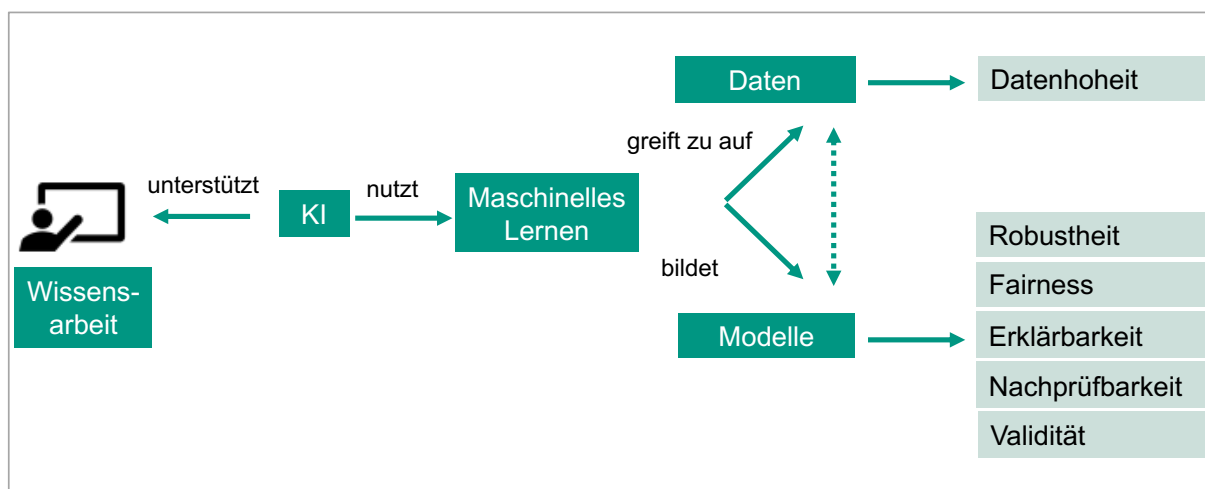 Daten
Datenhoheit
greift zu auf
unterstützt
KI
nutzt
Maschinelles
Lernen
bildet
Wissens-
arbeit
Modelle
Robustheit
Fairness
Erklärbarkeit
Nachprüfbarkeit
Validität